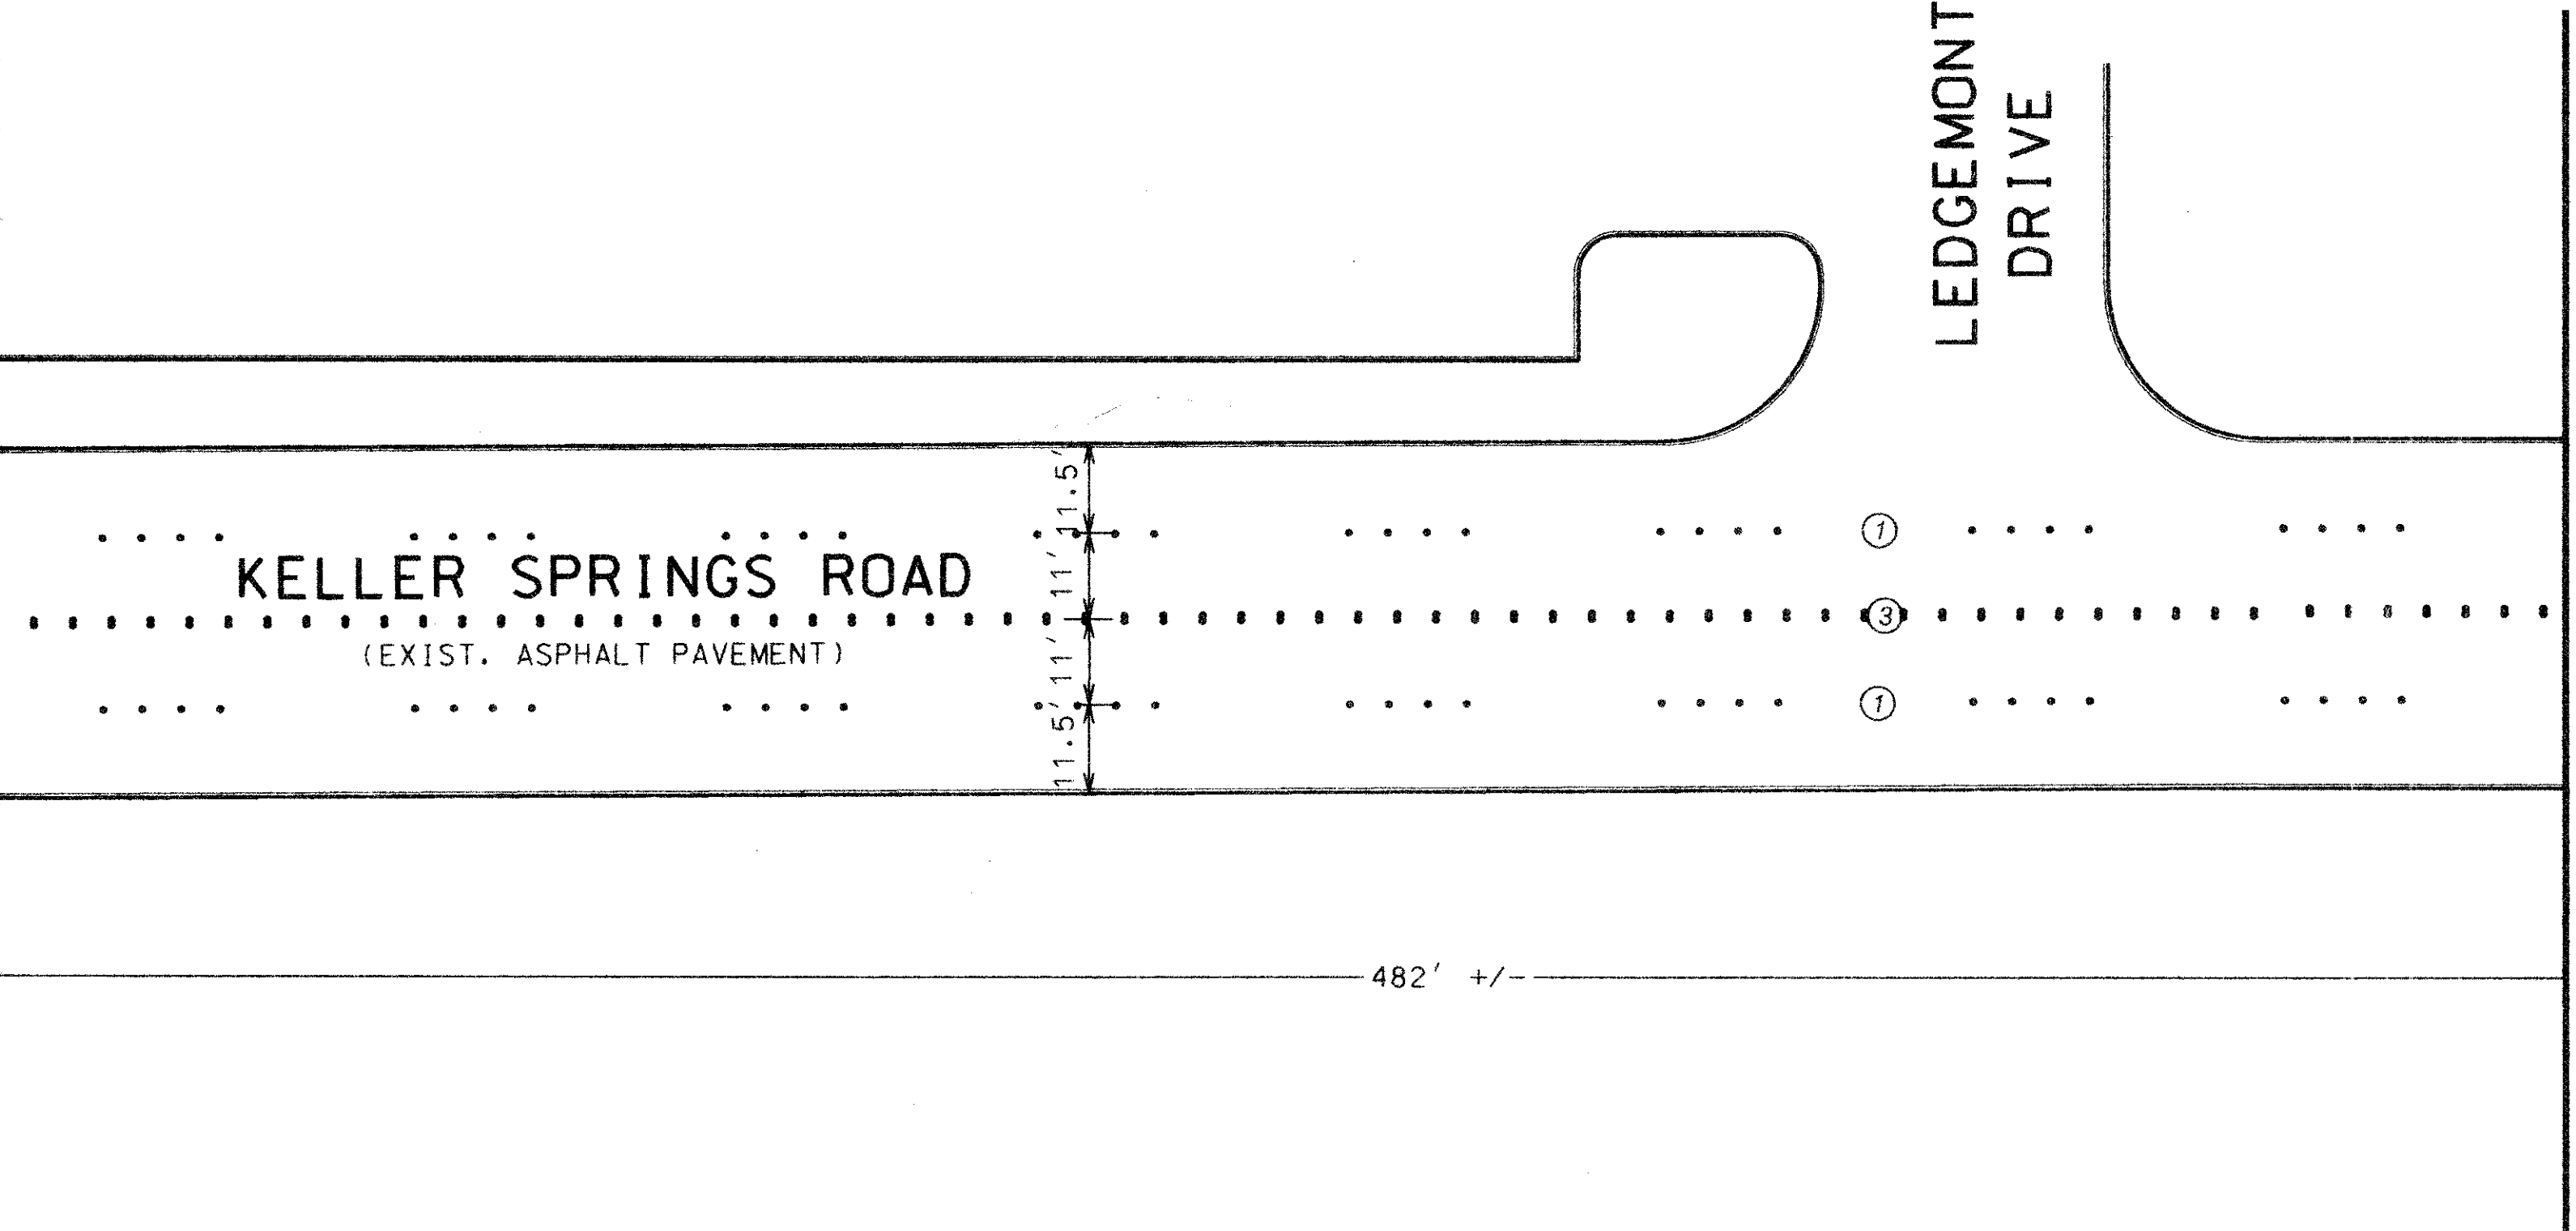 LEDGEMONT
DRIVE
11.5'
1
KELLER SPRINGS ROAD
11'
3
(EXIST. ASPHALT PAVEMENT)
11'
1
11.5'
482' +/-